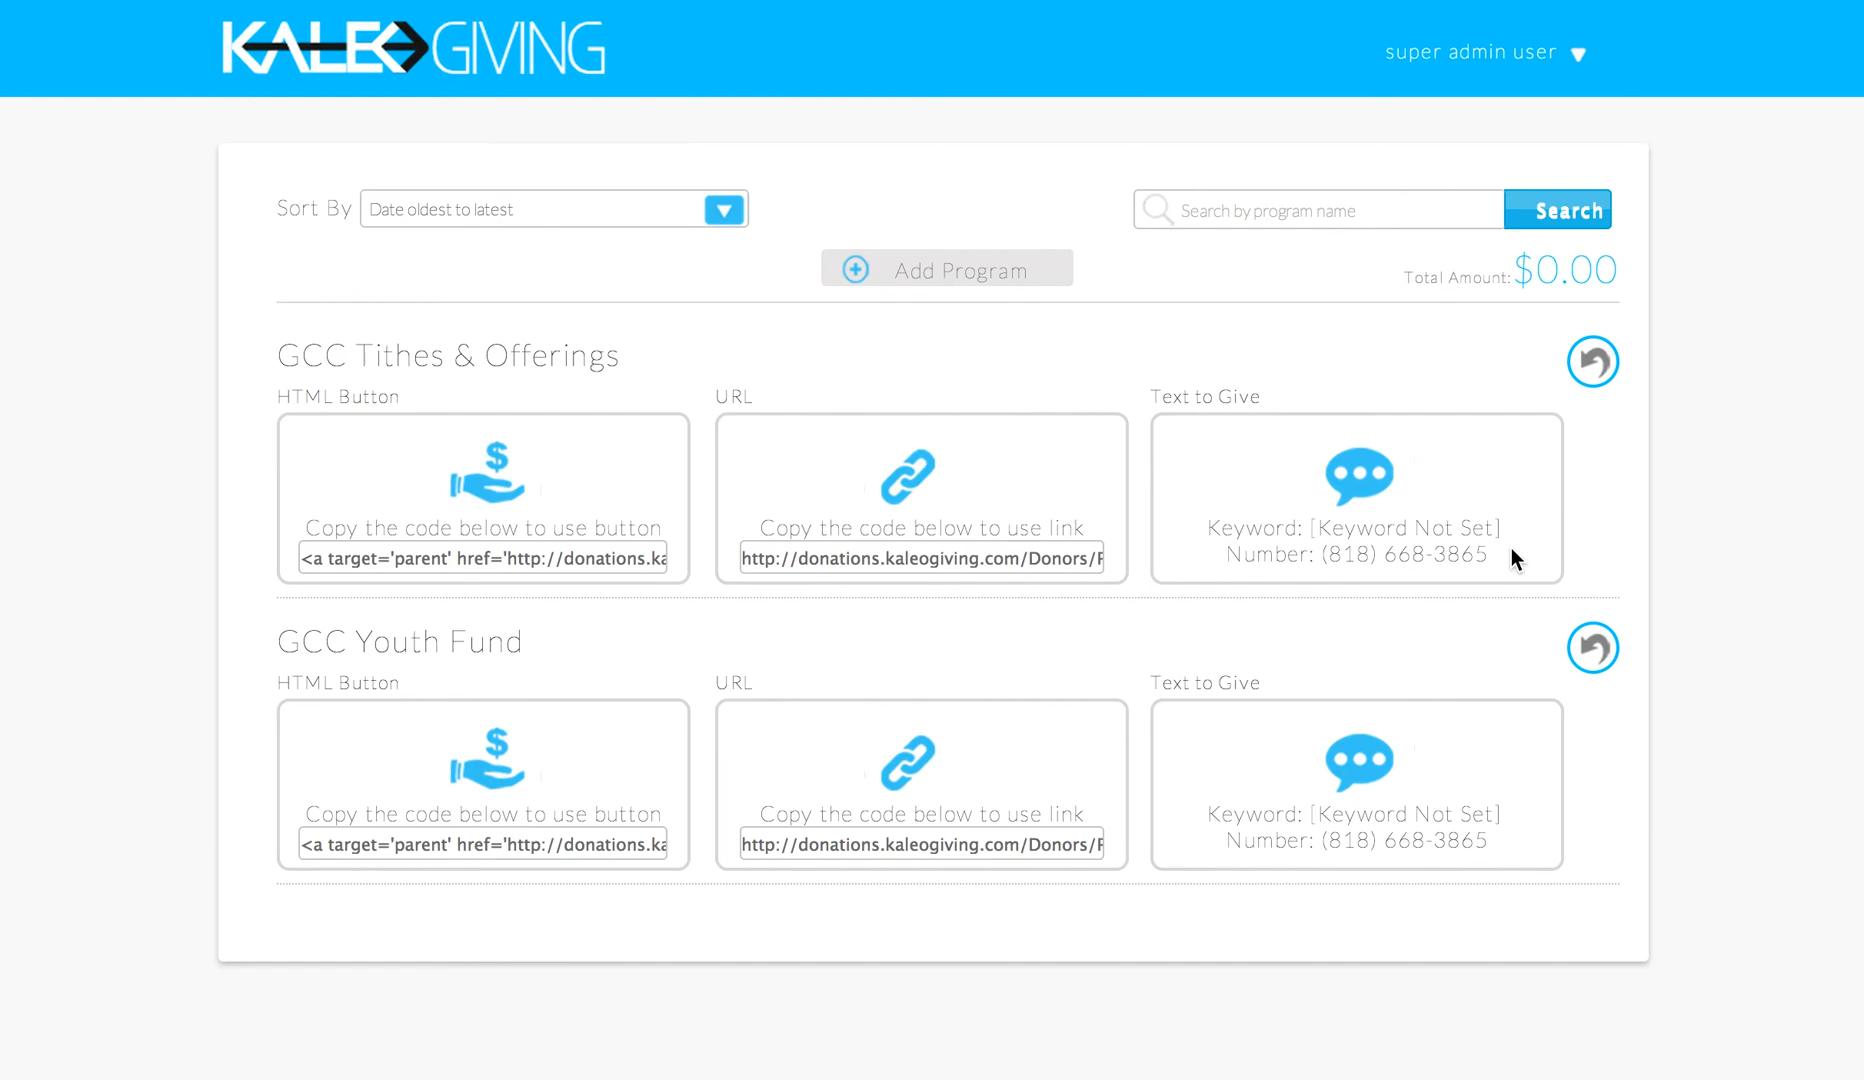 KALEO GIVING
super admin user
Sort By Date oldest to latest
Search by program name Search
Add Program
Total Amount: $0.00
GCC Tithes & Offerings
HTML Button URL Text to Give
$
Copy the code below to use button Copy the code below to use link Keyword: [Keyword Not Set]
<a target='parent' href='http://donations.ka http://donations.kaleogiving.com/Donors/ Number: (818) 668-3865
GCC Youth Fund
HTML Button URL Text to Give
$
Copy the code below to use button Copy the code below to use link Keyword: [Keyword Not Set]
<a target='parent' href='http://donations.ka http://donations.kaleogiving.com/Donors/ Number: (818) 668-3865